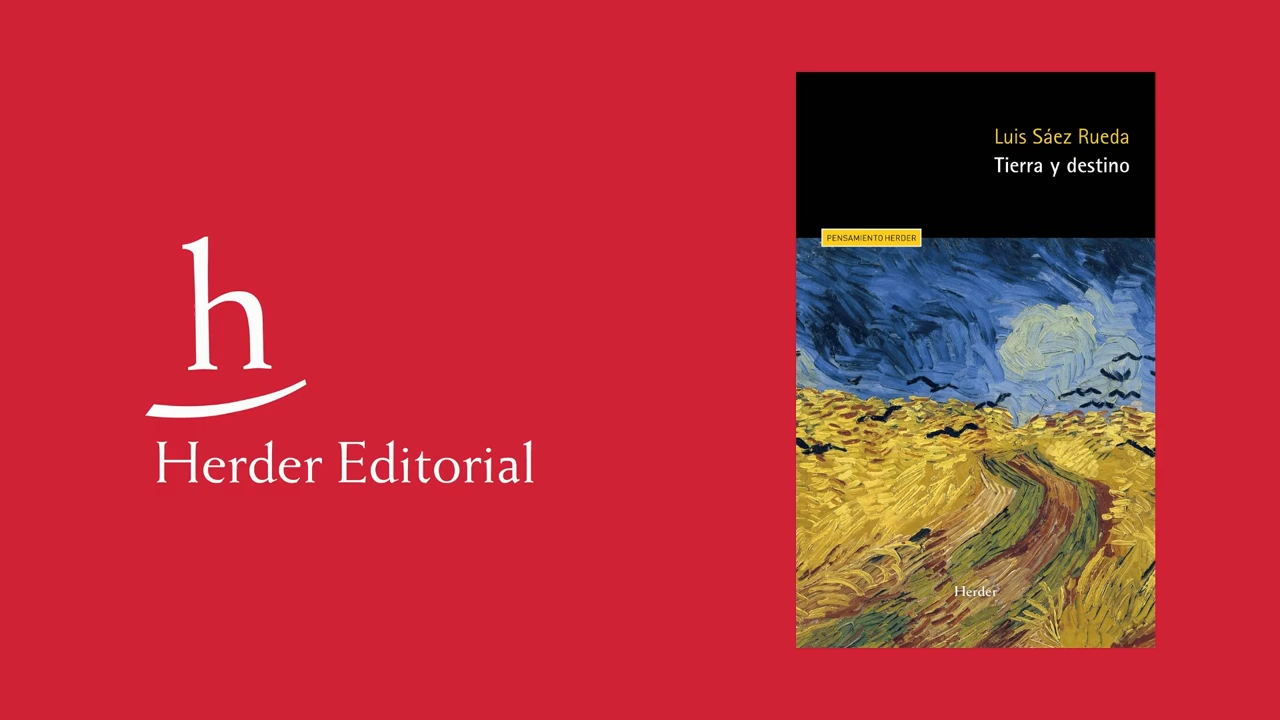 h
Herder Editorial
Luis Sáez Rueda
Tierra y destino
PENSAMIENTO HERDER
Herder